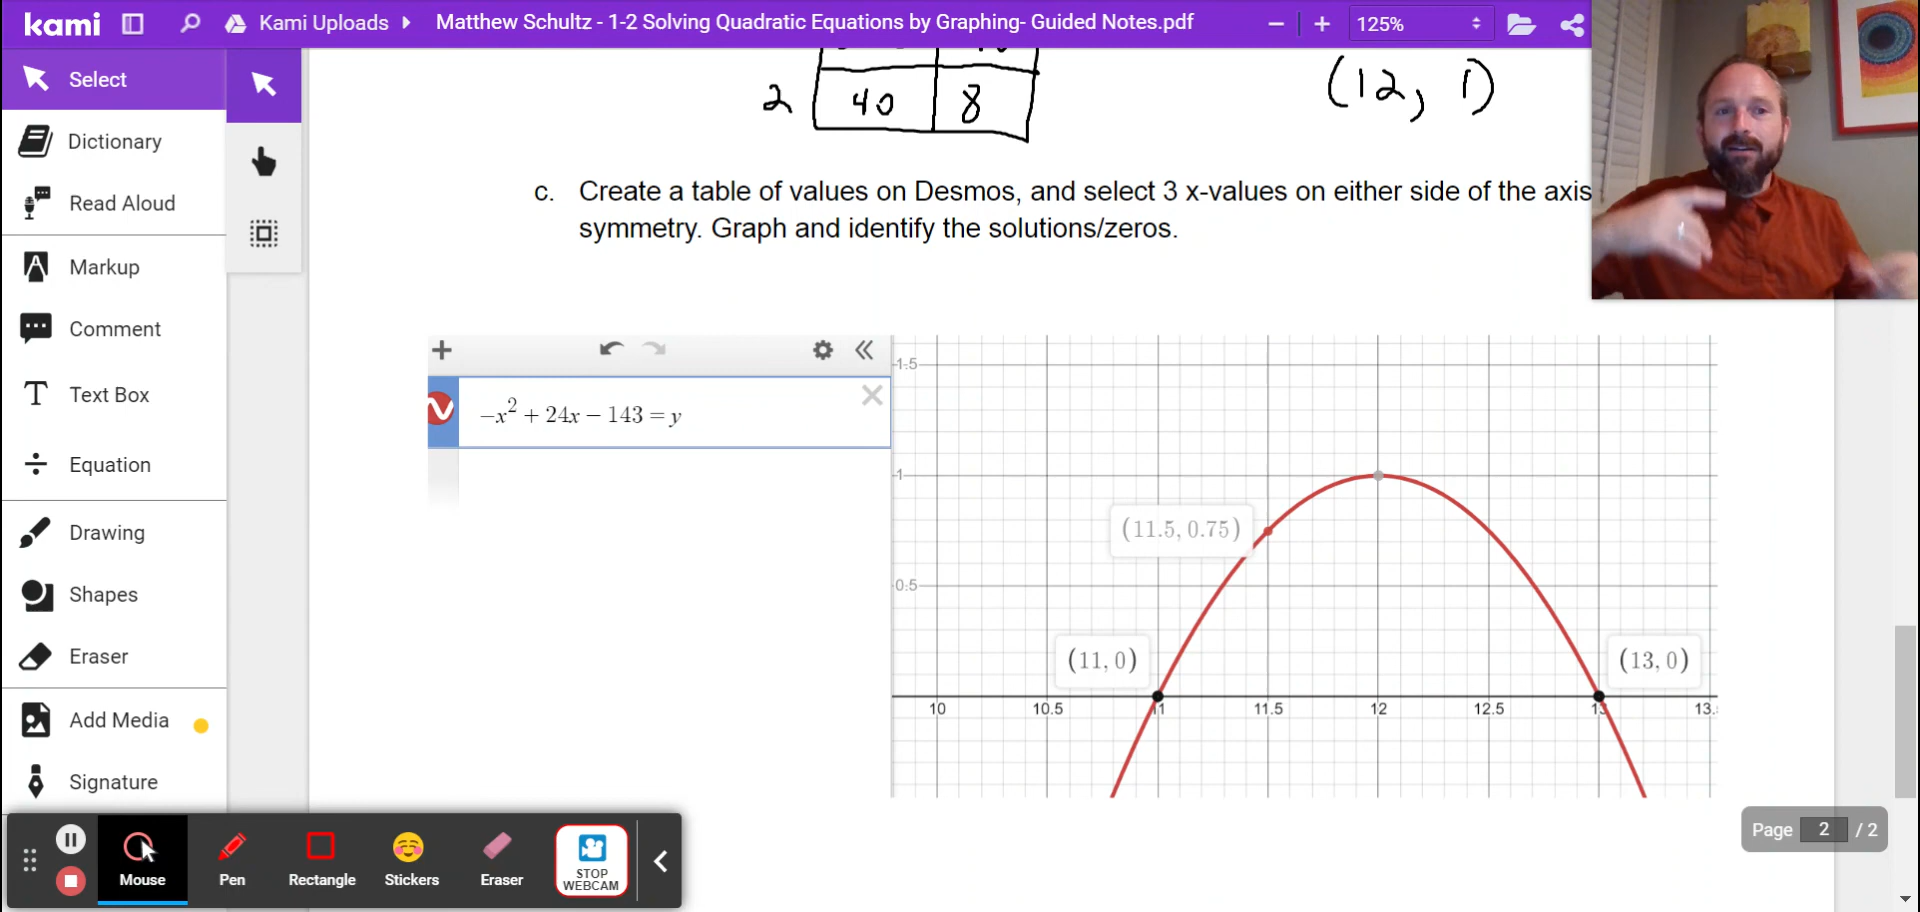 kami
Kami Uploads
Matthew Schultz - 1-2 Solving Quadratic Equations by Graphing- Guided Notes.pdf
125%
Select
Dictionary
Read Aloud
Markup
Comment
Text Box
Equation
Drawing
Shapes
Eraser
Add Media
Signature
2 40 8
(12, 1)
c. Create a table of values on Desmos, and select 3 x-values on either side of the axis
symmetry. Graph and identify the solutions/zeros.
-x² + 24x - 143 = y
1.5
1
(11.5, 0.75)
0.5
(11, 0)
(13, 0)
10 10.5 11 11.5 12 12.5 13 13.
Mouse
Pen
Rectangle
Stickers
Eraser
STOP
WEBCAM
Page 2 / 2